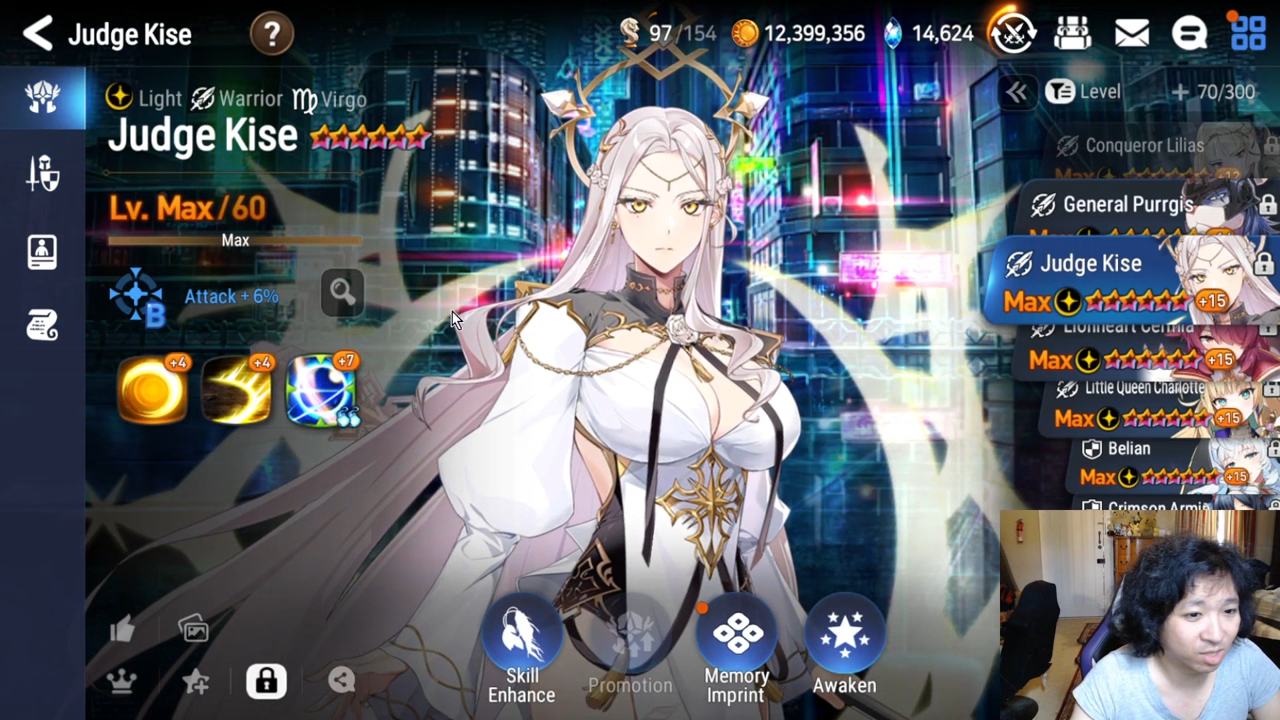 Judge Kise
?
97/154
12,399,356
14,624
Light Warrior Virgo
Judge Kise
Lv. Max/60
Max
B
Attack + 6%
+4
+4
+7
Level
+ 70/300
Conqueror Lilias
General Purrgis
Judge Kise
Max +15
Lionheart Cermia
Max +15
Little Queen Charlotte
Max +15
Belian
Max +15
Crimson Armin
Skill Enhance
Promotion
Memory Imprint
Awaken